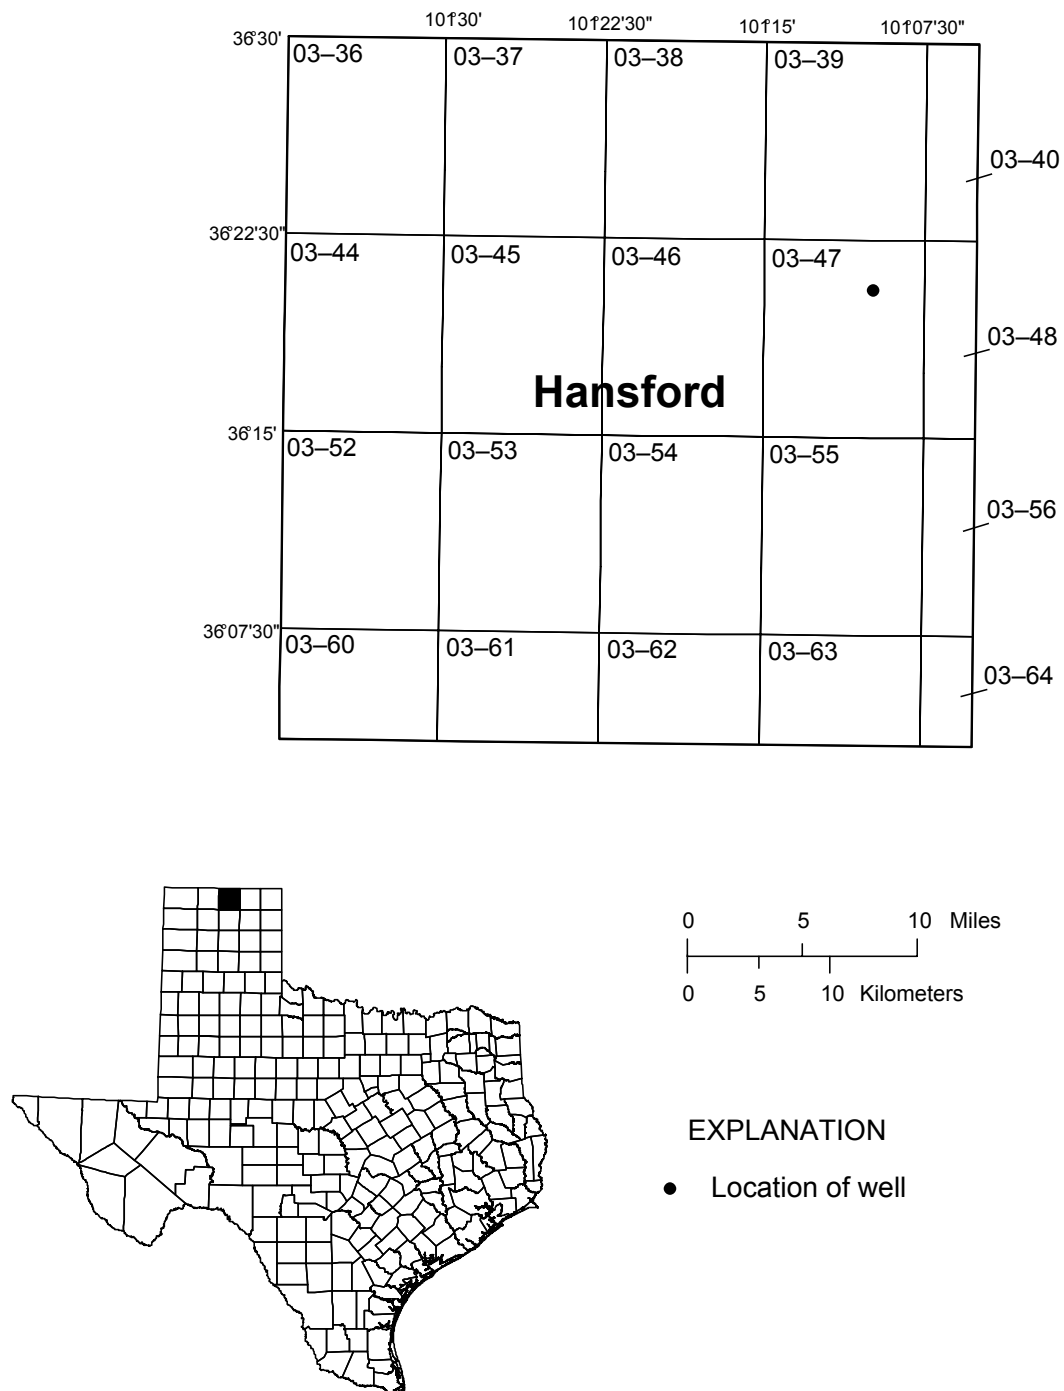 101°30' 101°22'30" 101°15' 101°07'30"
36°30'
03–36 03–37 03–38 03–39
03–40
36°22'30"
03–44 03–45 03–46 03–47
03–48
Hansford
36°15'
03–52 03–53 03–54 03–55
03–56
36°07'30"
03–60 03–61 03–62 03–63
03–64
0 5 10 Miles
0 5 10 Kilometers
EXPLANATION
Location of well